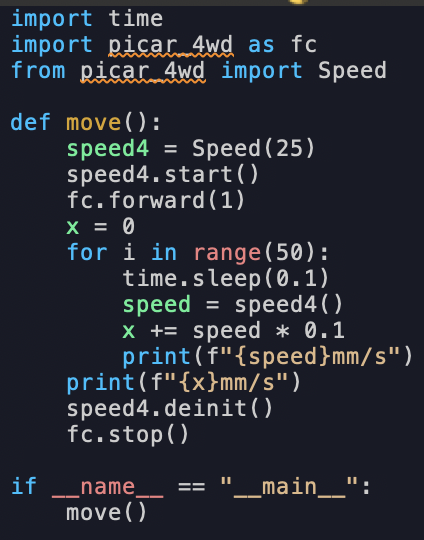 import time
import picar_4wd as fc
from picar_4wd import Speed
def move():
speed4 = Speed(25)
speed4.start()
fc.forward(1)
x = 0
for i in range(50):
time.sleep(0.1)
speed = speed4()
x += speed * 0.1
print(f"{speed}mm/s")
print(f"{x}mm/s")
speed4.deinit()
fc.stop()
if __name__ == "__main__":
move()